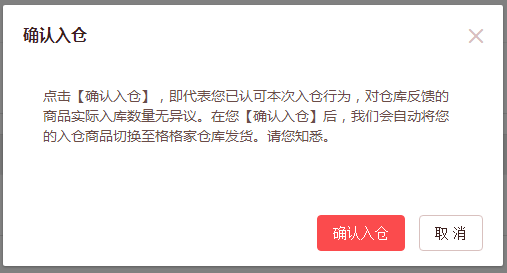 确认入仓
点击【确认入仓】，即代表您已认可本次入仓行为，对仓库反馈的
商品实际入库数量无异议。在您【确认入仓】后，我们会自动将您
的入仓商品切换至格格家仓库发货。请您知悉。
确认入仓
取 消